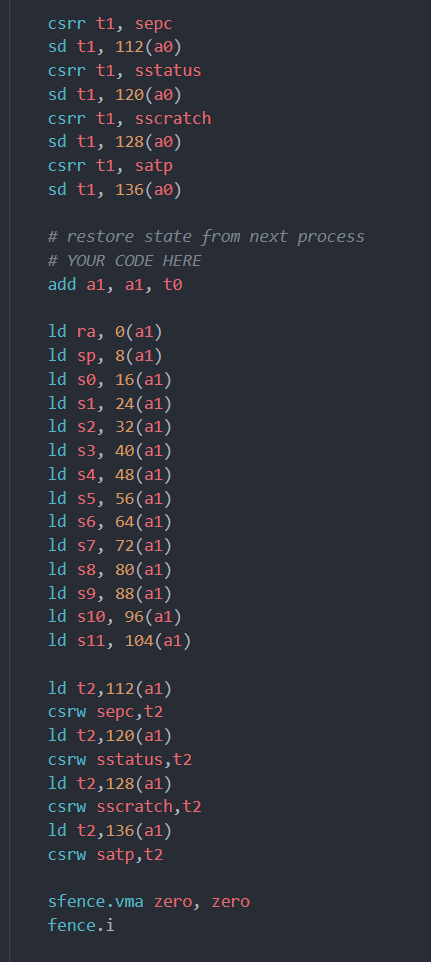 csrr t1, sepc
sd t1, 112(a0)
csrr t1, sstatus
sd t1, 120(a0)
csrr t1, sscratch
sd t1, 128(a0)
csrr t1, satp
sd t1, 136(a0)
# restore state from next process
# YOUR CODE HERE
add a1, a1, t0
ld ra, 0(a1)
ld sp, 8(a1)
ld s0, 16(a1)
ld s1, 24(a1)
ld s2, 32(a1)
ld s3, 40(a1)
ld s4, 48(a1)
ld s5, 56(a1)
ld s6, 64(a1)
ld s7, 72(a1)
ld s8, 80(a1)
ld s9, 88(a1)
ld s10, 96(a1)
ld s11, 104(a1)
ld t2,112(a1)
csrw sepc,t2
ld t2,120(a1)
csrw sstatus,t2
ld t2,128(a1)
csrw sscratch,t2
ld t2,136(a1)
csrw satp,t2
sfence.vma zero, zero
fence.i